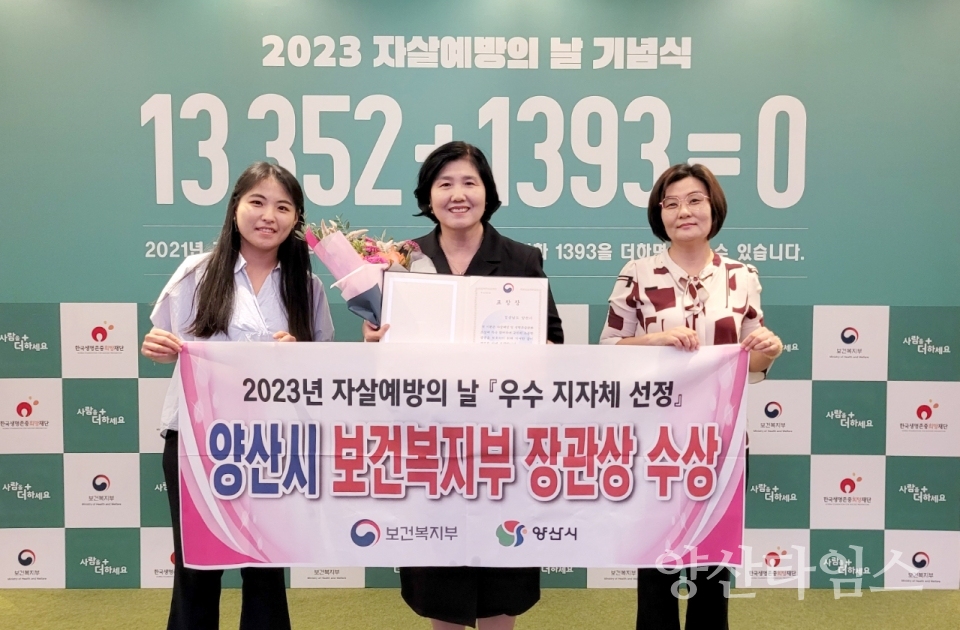 2023 자살예방의 날 기념식
13,352+1393=0
2021년
1393을 더하면
수 있습니다.
표창장
사람을+
더하세요
한국생명존중희망재단
보건복지부
Ministry of Health and Welfare
2023년 자살예방의 날 『우수 지자체 선정』
양산시 보건복지부 장관상 수상
보건복지부
양산시
양산타임스